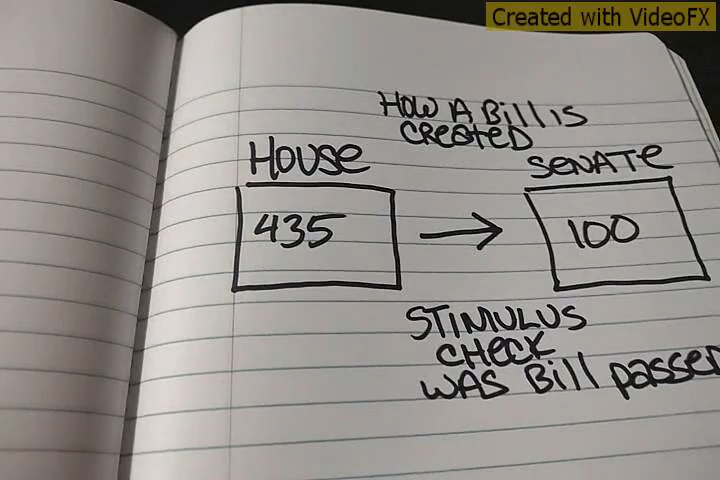 Created with VideoFX
HOW A Bill is
CReateD
House
SENATe
435
100
STIMULUS
CHeCK
WAS Bill passed